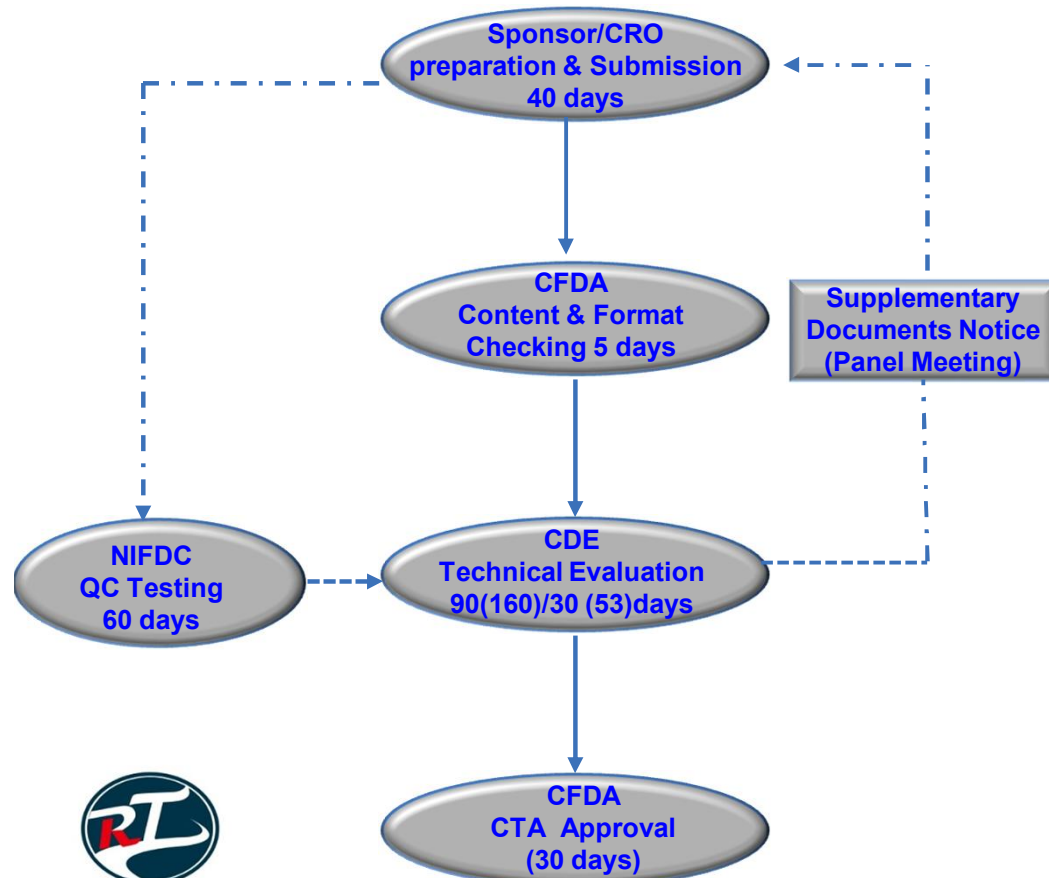 Sponsor/CRO
preparation & Submission
40 days
CFDA
Content & Format
Checking 5 days
Supplementary
Documents Notice
(Panel Meeting)
NIFDC
QC Testing
60 days
CDE
Technical Evaluation
90(160)/30 (53)days
CFDA
CTA Approval
(30 days)
RT